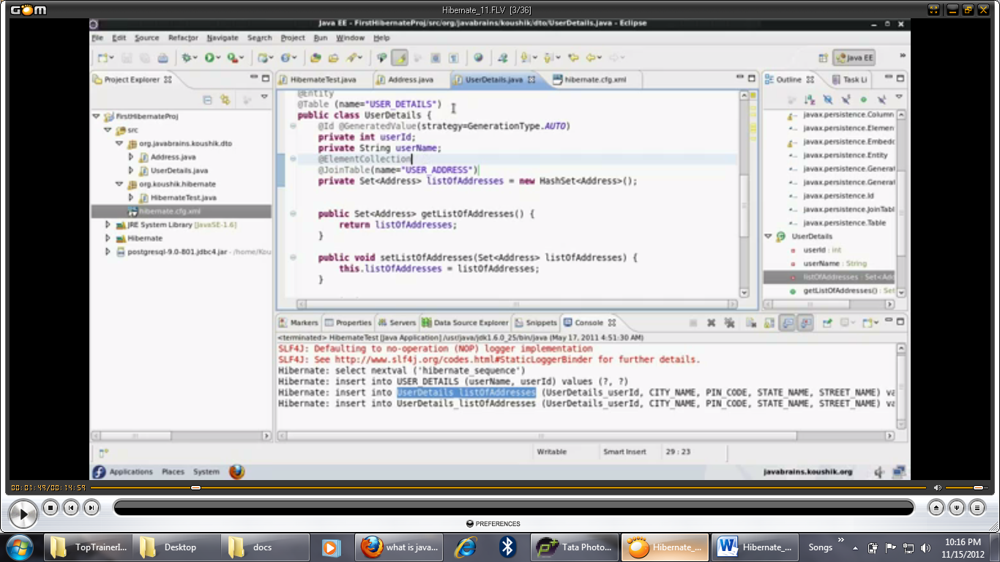 GOM
Hibernate_11.FLV [3/36]
Java EE - FirstHibernateProj/src/org/javabrains/koushik/dto/UserDetails.java - Eclipse
File Edit Source Refactor Navigate Search Project Run Window Help
Java EE
Project Explorer
FirstHibernateProj
src
org.javabrains.koushik.dto
Address.java
UserDetails.java
org.koushik.hibernate
HibernateTest.java
hibernate.cfg.xml
JRE System Library [JavaSE-1.6]
Hibernate
postgresql-9.0-801.jdbc4.jar - /home/Kou
HibernateTest.java Address.java UserDetails.java hibernate.cfg.xml
@Entity
@Table (name="USER_DETAILS")
public class UserDetails {
@Id @GeneratedValue(strategy=GenerationType.AUTO)
private int userId;
private String userName;
@ElementCollection
@JoinTable(name="USER_ADDRESS")
private Set<Address> listOfAddresses = new HashSet<Address>();
public Set<Address> getListOfAddresses() {
return listOfAddresses;
}
public void setListOfAddresses(Set<Address> listOfAddresses) {
this.listOfAddresses = listOfAddresses;
}
Outline Task Li
javax.persistence.Column
javax.persistence.Elemen
javax.persistence.Embedd
javax.persistence.Entity
javax.persistence.Generat
javax.persistence.Generat
javax.persistence.Id
javax.persistence.JoinTabl
javax.persistence.Table
UserDetails
userId : int
userName : String
listOfAddresses : Set<Add
getListOfAddresses() : Set
Markers Properties Servers Data Source Explorer Snippets Console
<terminated> HibernateTest [Java Application] /usr/java/jdk1.6.0_25/bin/java (May 17, 2011 4:51:30 AM)
SLF4J: Defaulting to no-operation (NOP) logger implementation
SLF4J: See http://www.slf4j.org/codes.html#StaticLoggerBinder for further details.
Hibernate: select nextval ('hibernate_sequence')
Hibernate: insert into USER_DETAILS (userName, userId) values (?, ?)
Hibernate: insert into UserDetails_listOfAddresses (UserDetails_userId, CITY_NAME, PIN_CODE, STATE_NAME, STREET_NAME) va
Hibernate: insert into UserDetails_listOfAddresses (UserDetails_userId, CITY_NAME, PIN_CODE, STATE_NAME, STREET_NAME) va
Writable Smart Insert 29 : 23
Applications Places System javabrains.koushik.org
00:01:49/00:14:59
PREFERENCES
TopTrainerI... Desktop docs what is java... Tata Photo... Hibernate_... Hibernate_... Songs 10:16 PM
11/15/2012